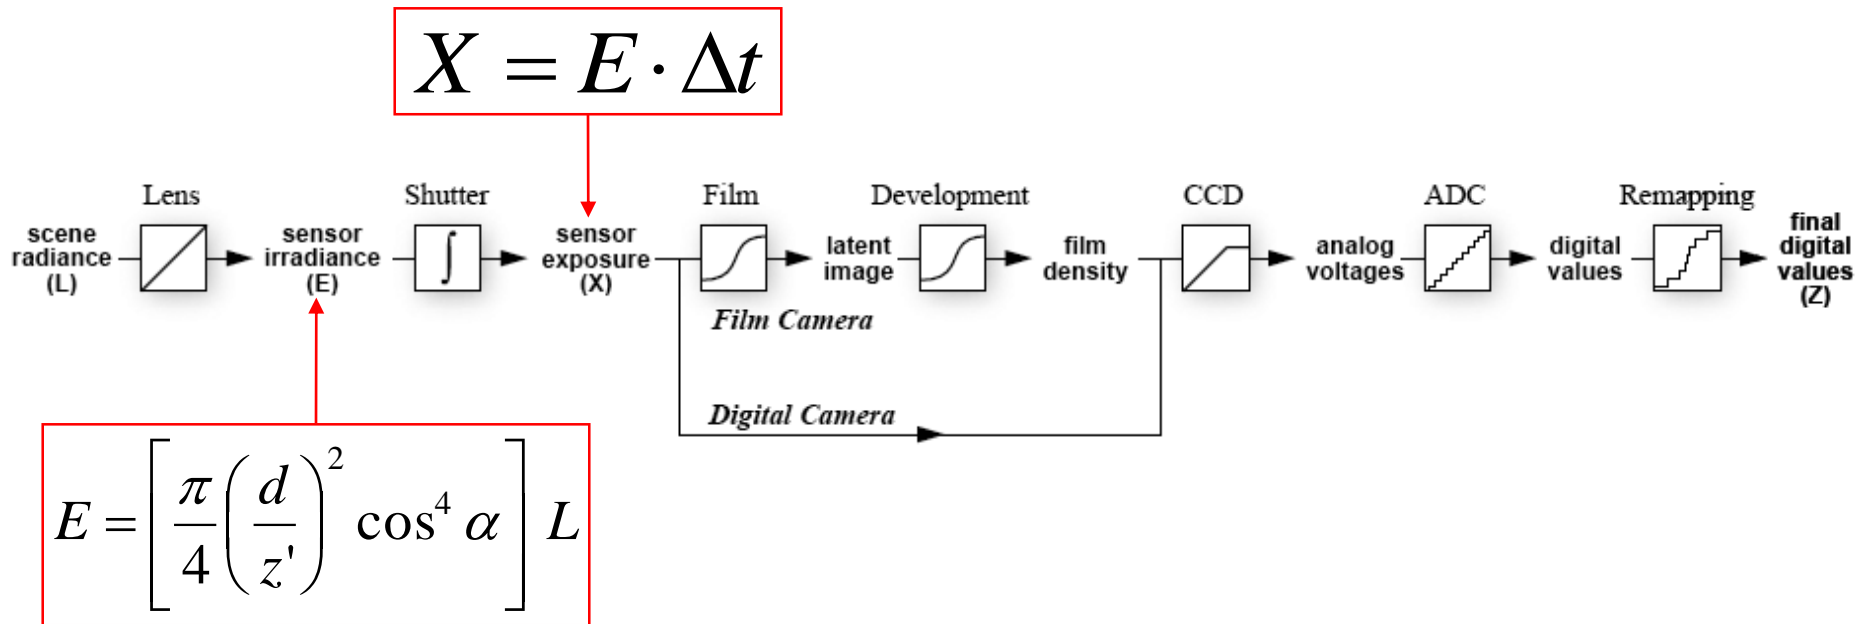 X = E · Δt
Lens
Shutter
Film
Development
CCD
ADC
Remapping
scene
radiance
(L)
sensor
irradiance
(E)
∫
sensor
exposure
(X)
latent
image
film
density
analog
voltages
digital
values
final
digital
values
(Z)
Film Camera
Digital Camera
E = [ π/4 (d/z')² cos⁴ α ] L